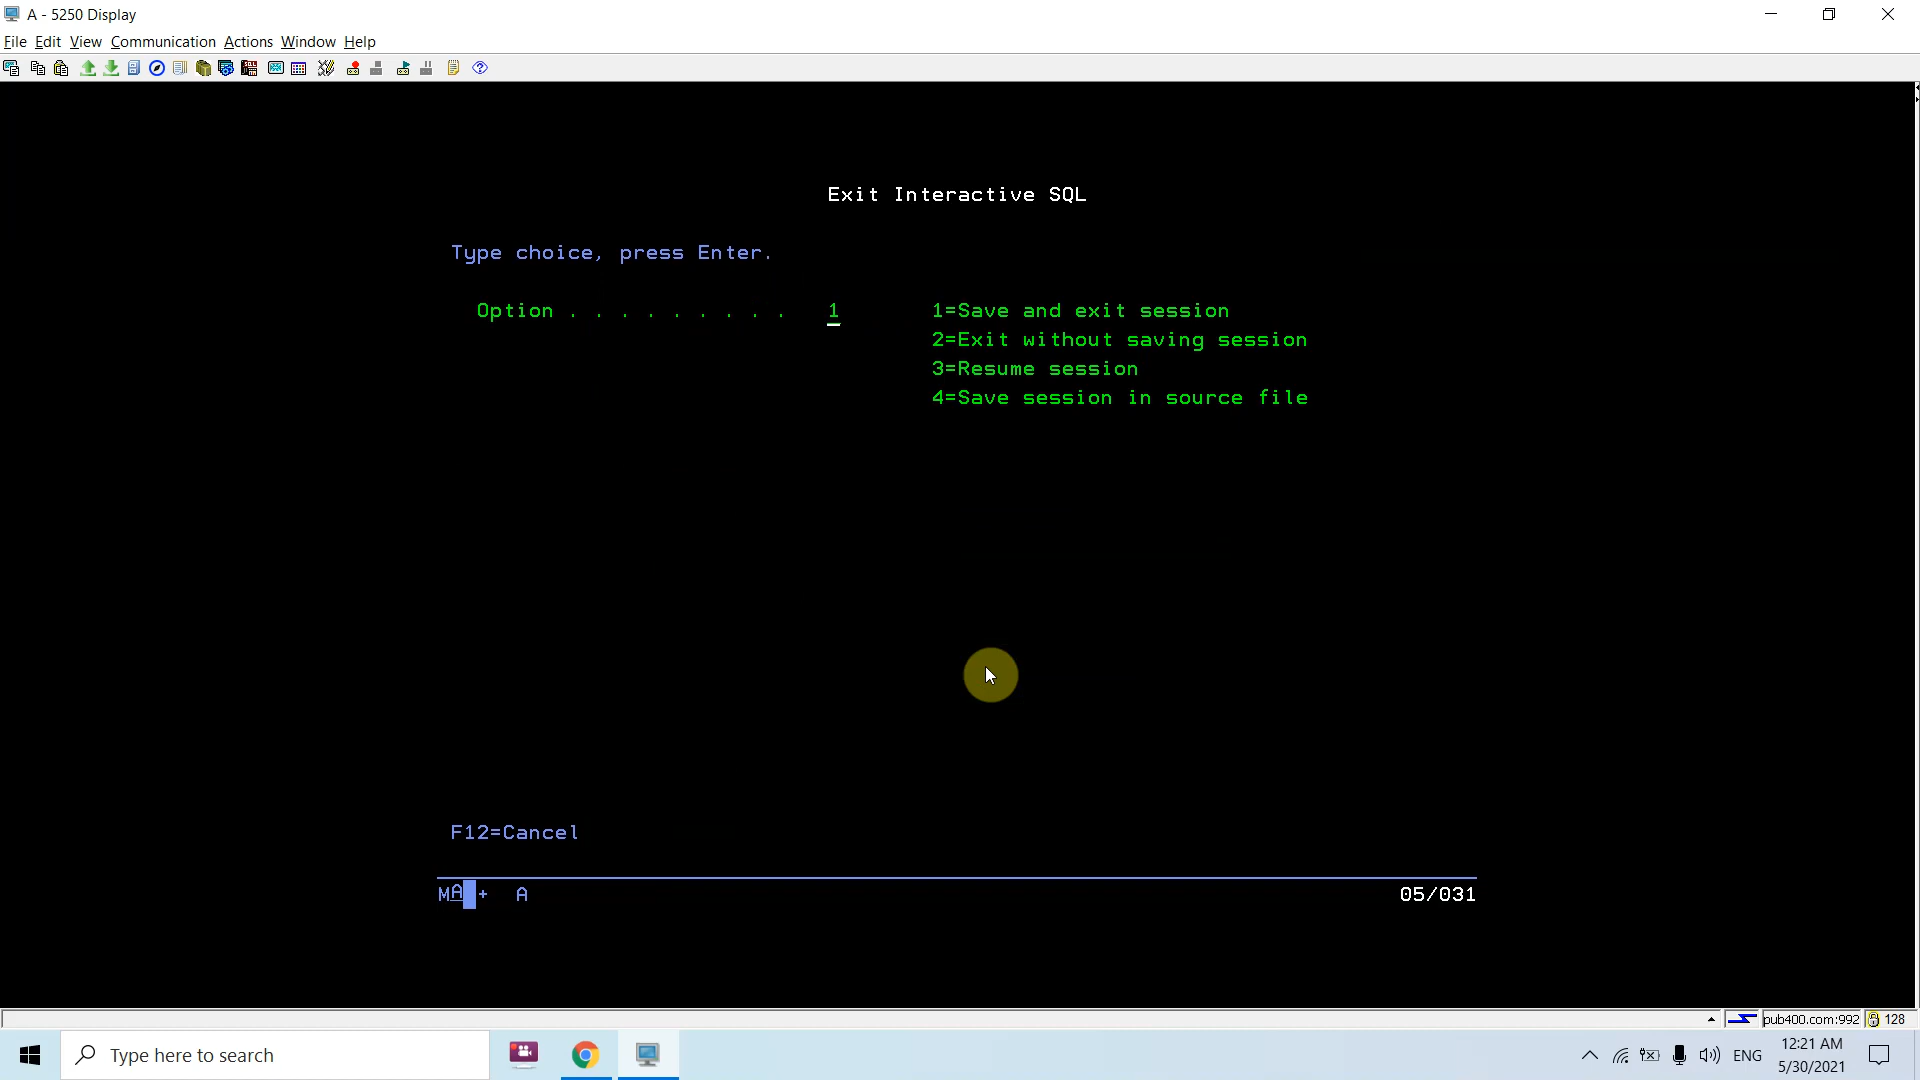 A - 5250 Display
File Edit View Communication Actions Window Help
Exit Interactive SQL
Type choice, press Enter.
Option . . . . . . . . . 1 1=Save and exit session
2=Exit without saving session
3=Resume session
4=Save session in source file
F12=Cancel
MA + A 05/031
pub400.com:992 128
Type here to search
ENG
12:21 AM
5/30/2021